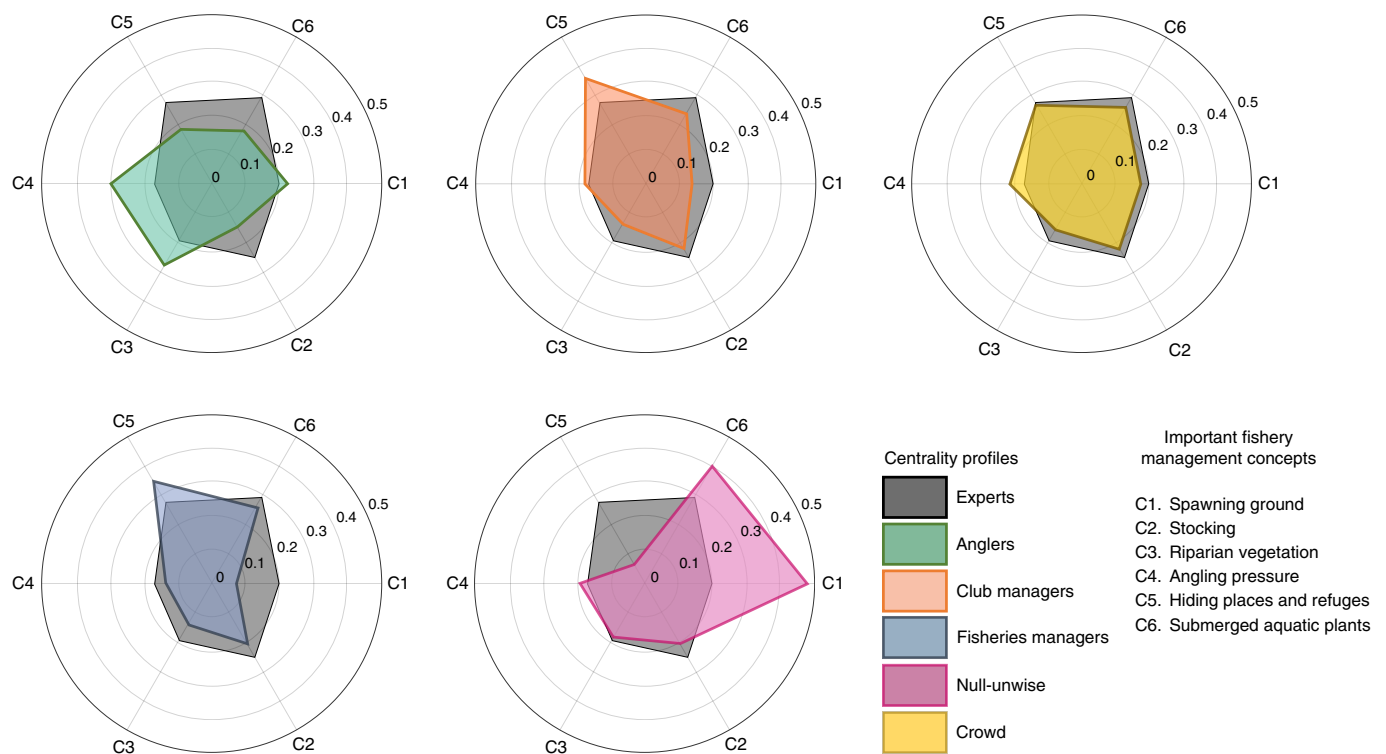 C5
C6
C4
0
0.1
0.2
0.3
0.4
0.5
C1
C3
C2
C5
C6
C4
0
0.1
0.2
0.3
0.4
0.5
C1
C3
C2
C5
C6
C4
0
0.1
0.2
0.3
0.4
0.5
C1
C3
C2
C5
C6
C4
0
0.1
0.2
0.3
0.4
0.5
C1
C3
C2
C5
C6
C4
0
0.1
0.2
0.3
0.4
0.5
C1
C3
C2
Centrality profiles
Experts
Anglers
Club managers
Fisheries managers
Null-unwise
Crowd
Important fishery
management concepts
C1. Spawning ground
C2. Stocking
C3. Riparian vegetation
C4. Angling pressure
C5. Hiding places and refuges
C6. Submerged aquatic plants